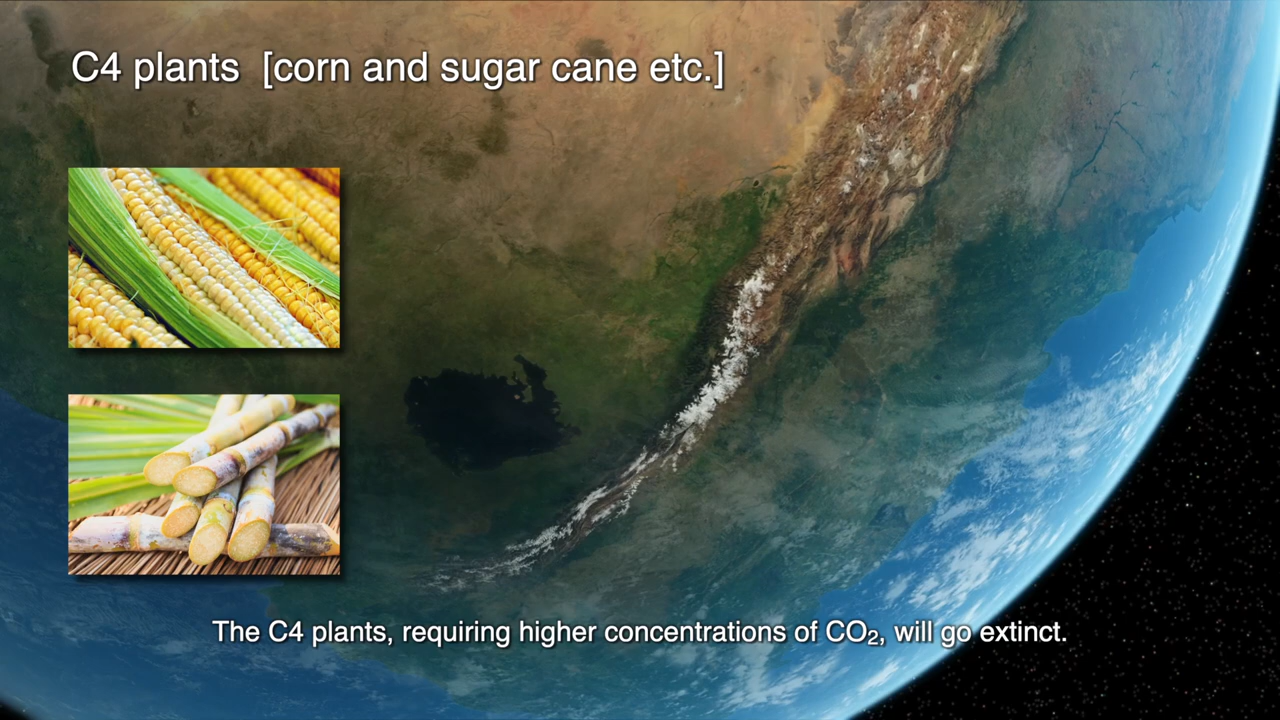 C4 plants [corn and sugar cane etc.]
The C4 plants, requiring higher concentrations of CO₂, will go extinct.